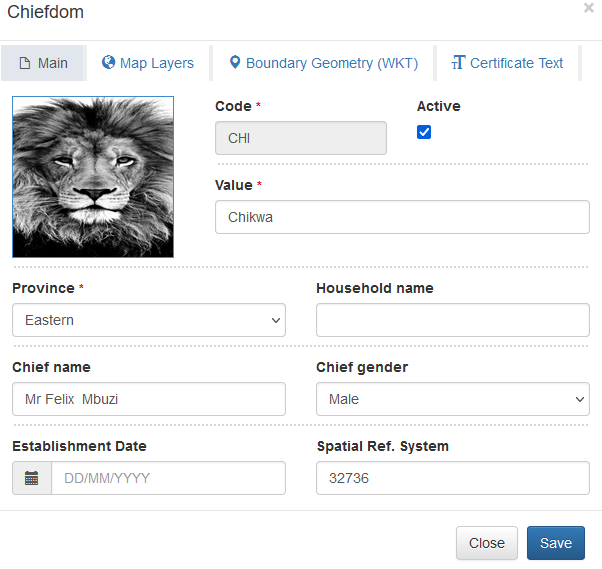 Chiefdom ×
Main Map Layers Boundary Geometry (WKT) Certificate Text
Code * Active
CHI
Value *
Chikwa
Province * Household name
Eastern
Chief name Chief gender
Mr Felix  Mbuzi Male
Establishment Date Spatial Ref. System
DD/MM/YYYY 32736
Close Save